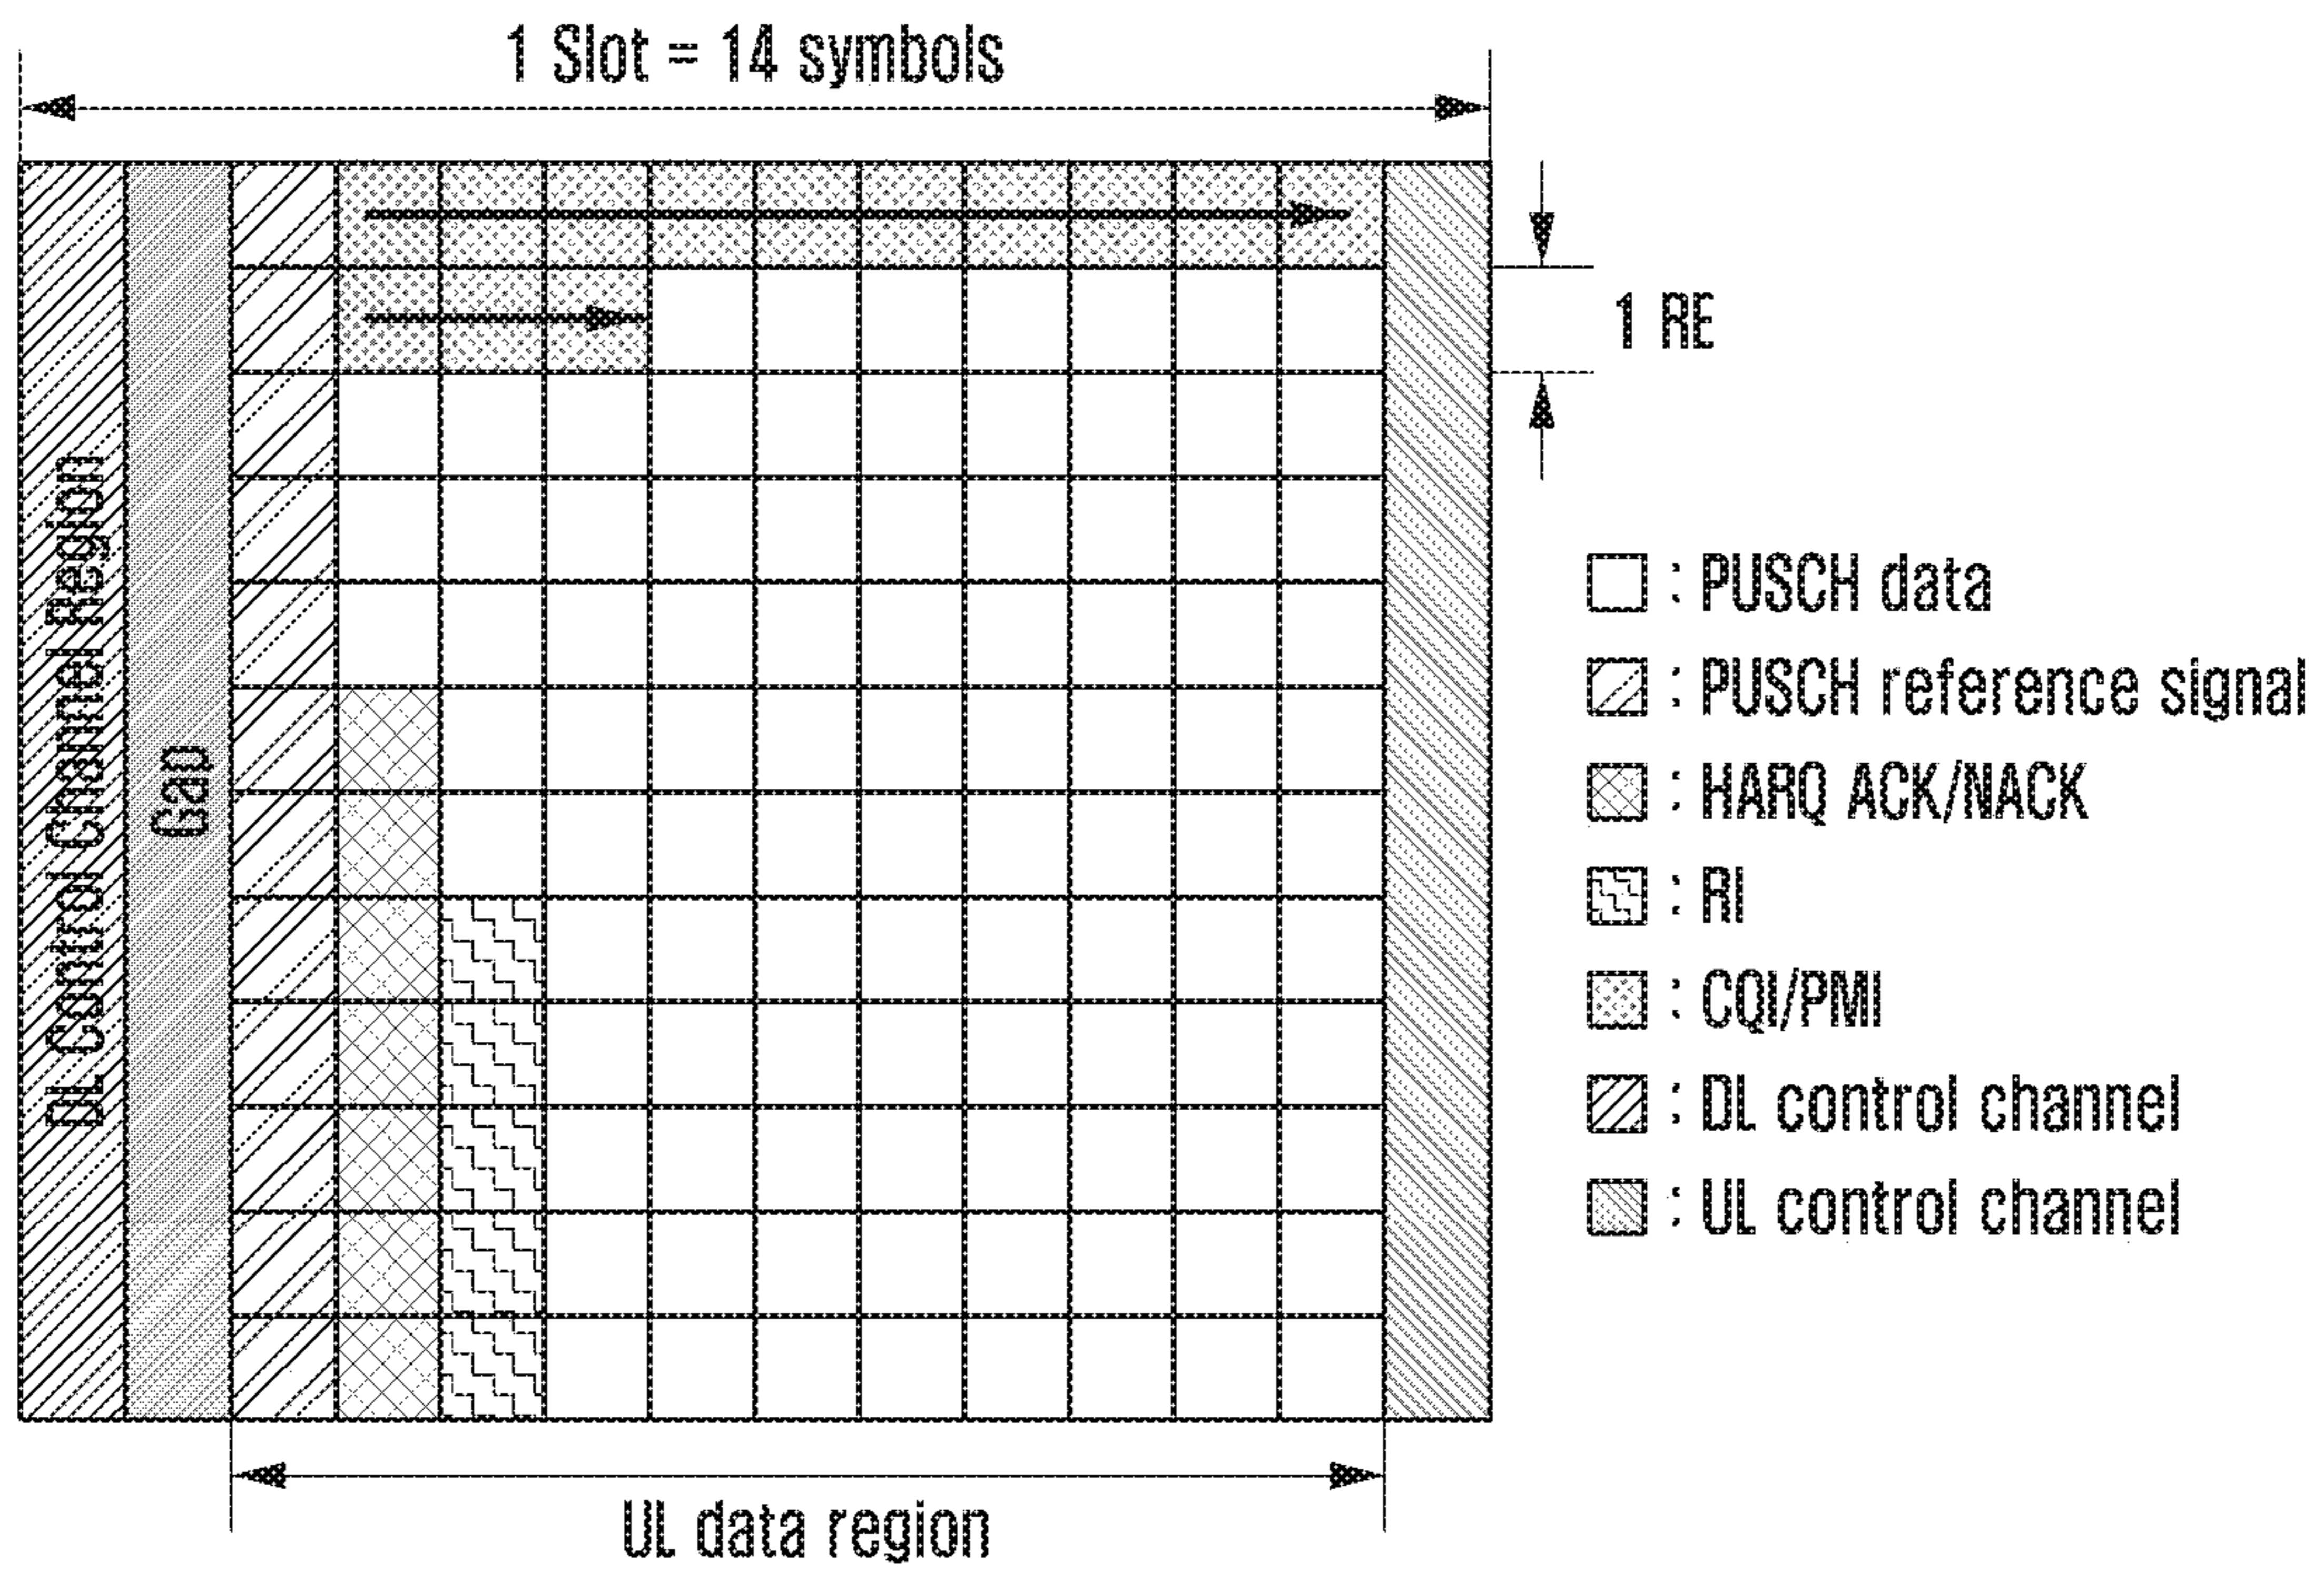 1 Slot = 14 symbols
DL Control Channel Region
Gap
1 RE
: PUSCH data
: PUSCH reference signal
: HARQ ACK/NACK
: RI
: CQI/PMI
: DL control channel
: UL control channel
UL data region